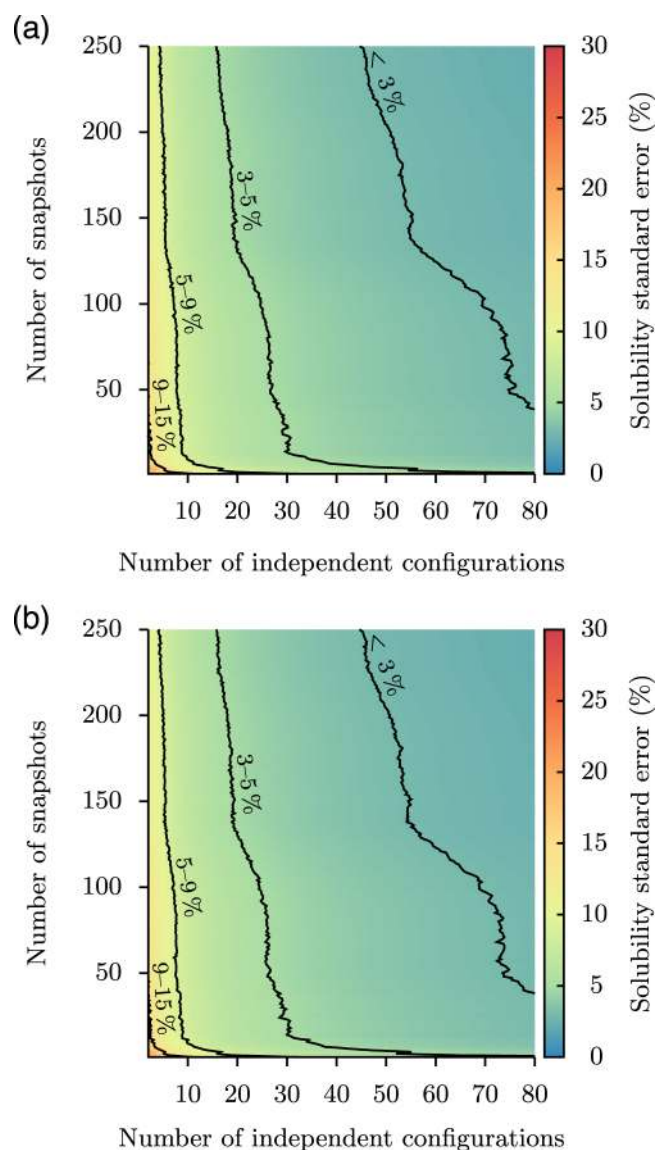 (a)
250
200
150
100
50
10 20 30 40 50 60 70 80
Number of snapshots
Number of independent configurations
9–15 %
5–9 %
3–5 %
< 3 %
30
25
20
15
10
5
0
Solubility standard error (%)
(b)
250
200
150
100
50
10 20 30 40 50 60 70 80
Number of snapshots
Number of independent configurations
9–15 %
5–9 %
3–5 %
< 3 %
30
25
20
15
10
5
0
Solubility standard error (%)